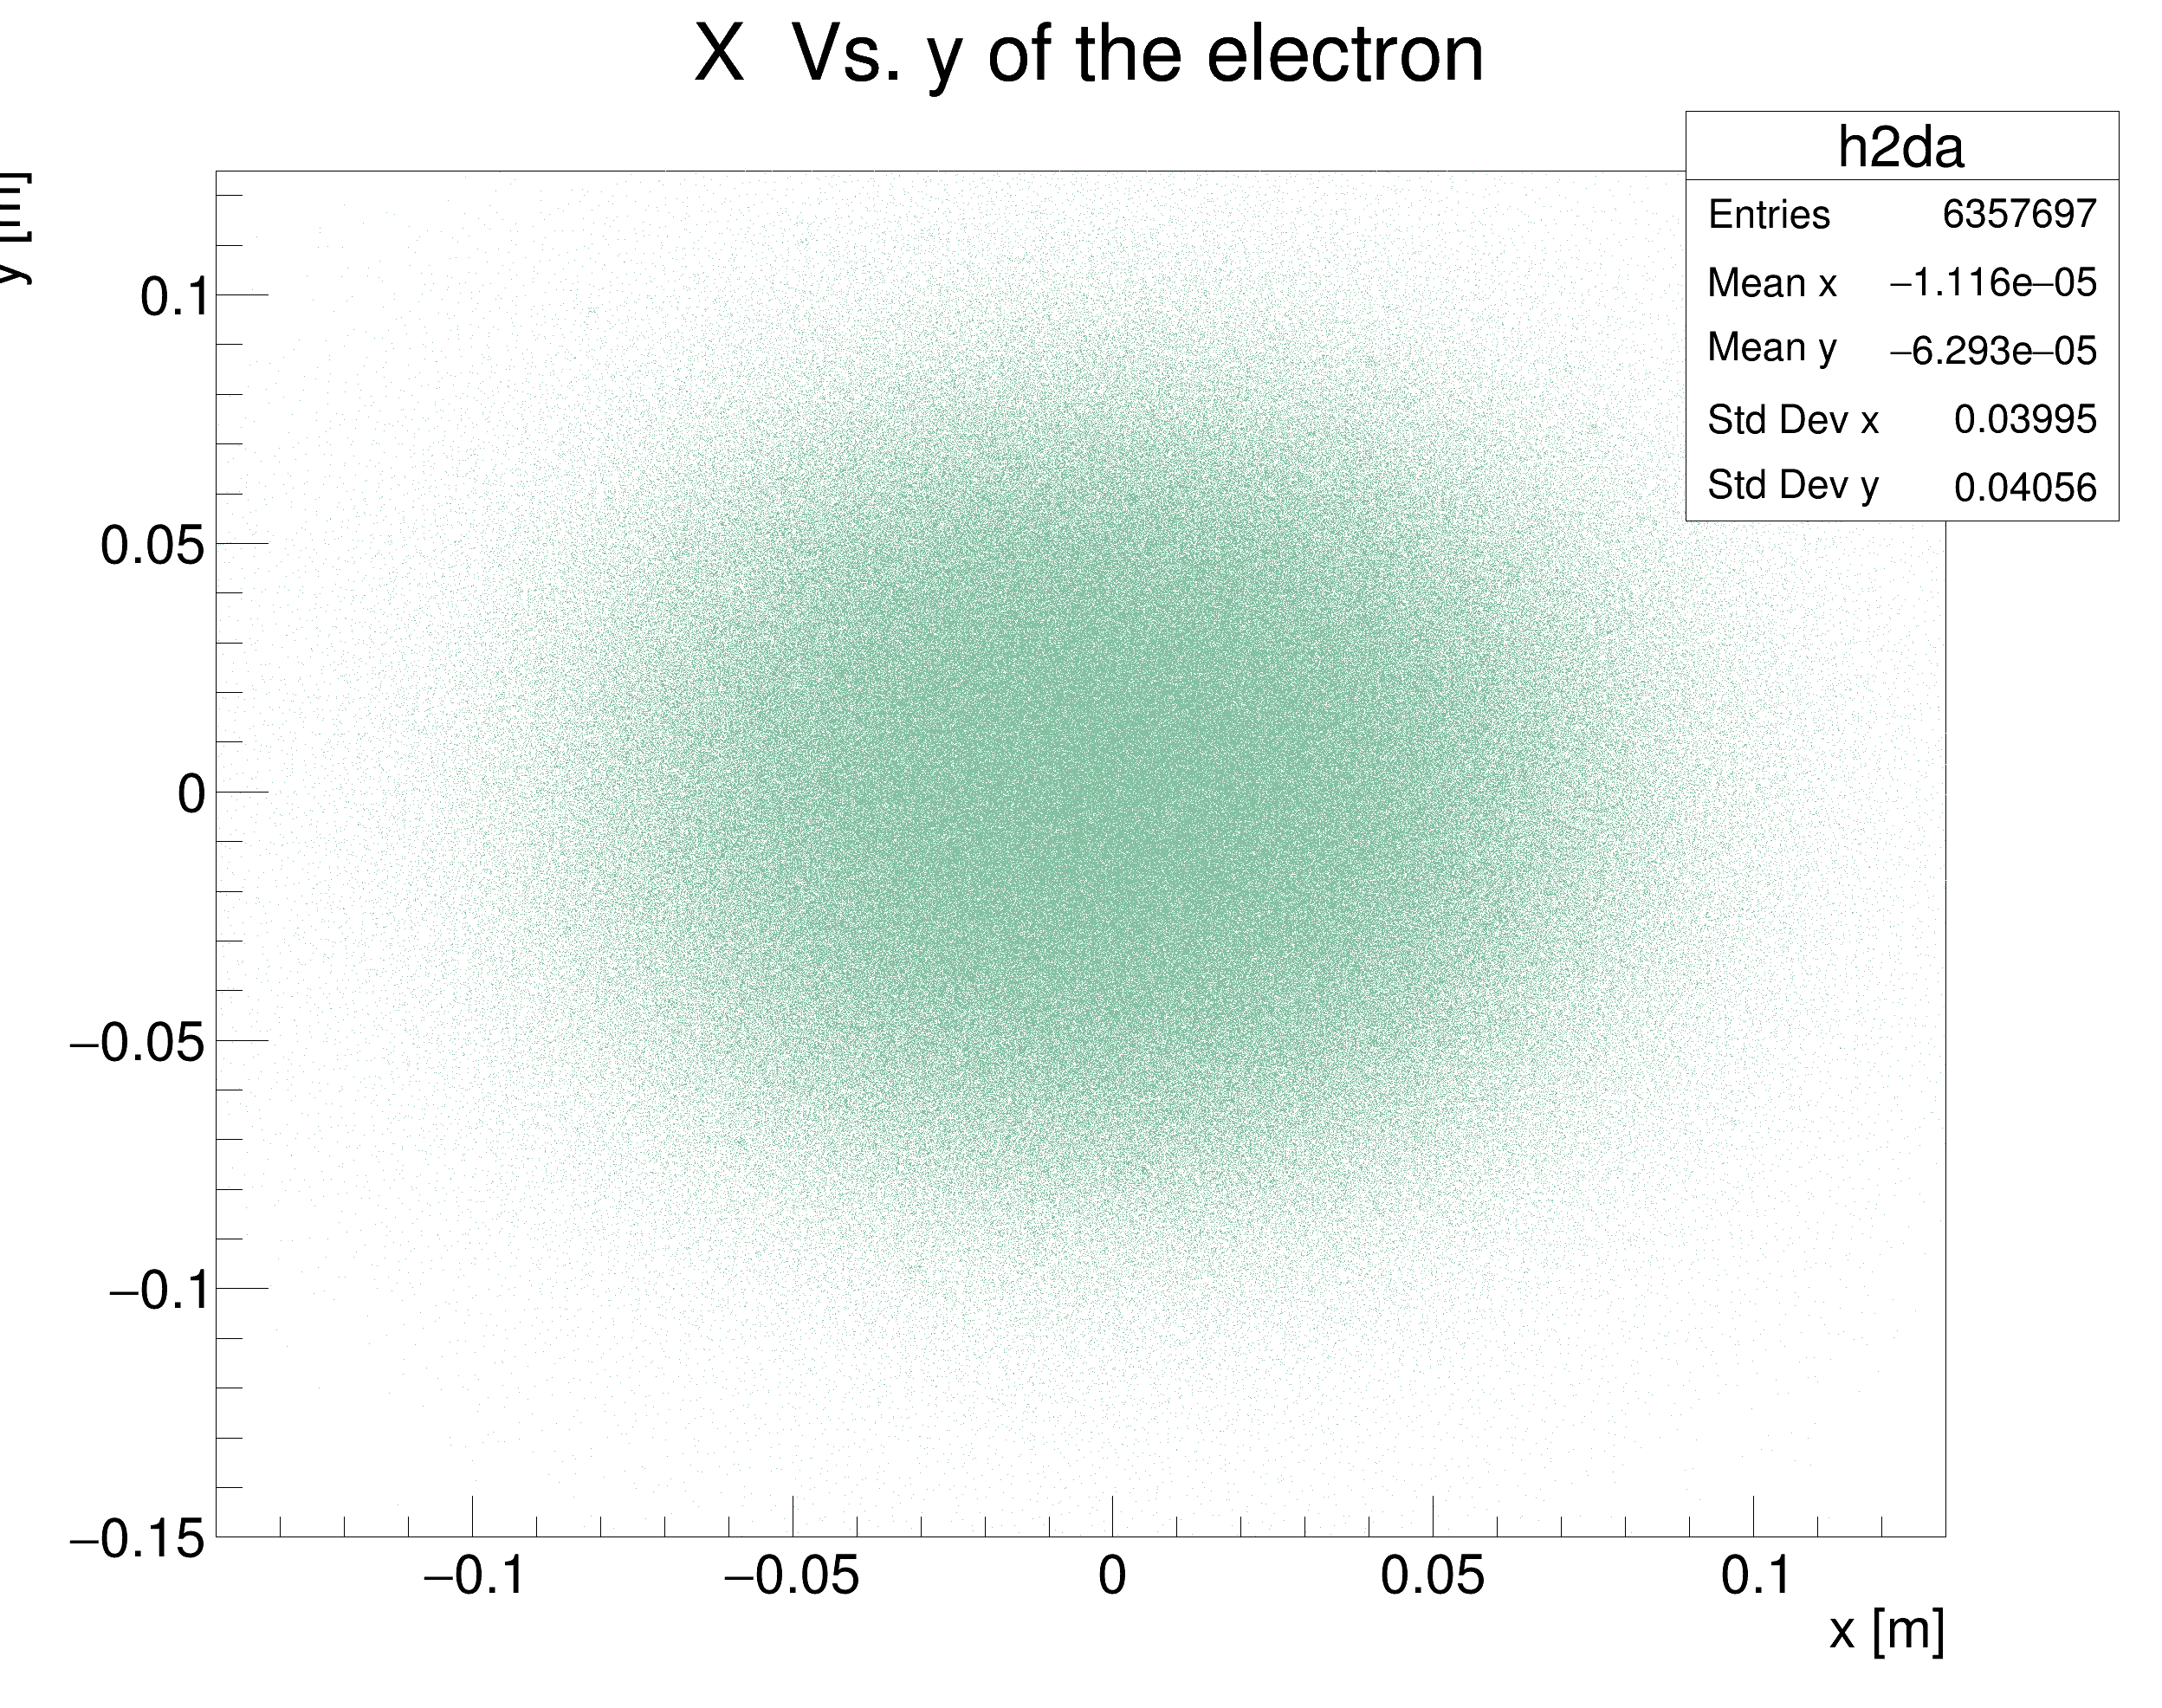 X Vs. y of the electron
h2da
Entries 6357697
Mean x −1.116e−05
Mean y −6.293e−05
Std Dev x 0.03995
Std Dev y 0.04056
y [m]
0.1
0.05
0
−0.05
−0.1
−0.15
−0.1 −0.05 0 0.05 0.1
x [m]